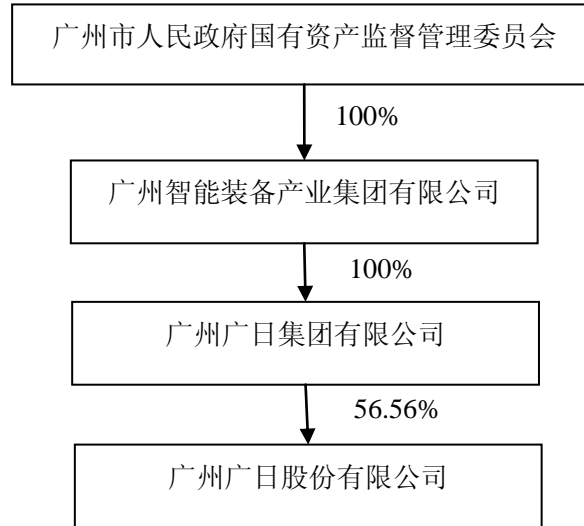 广州市人民政府国有资产监督管理委员会
100%
广州智能装备产业集团有限公司
100%
广州广日集团有限公司
56.56%
广州广日股份有限公司